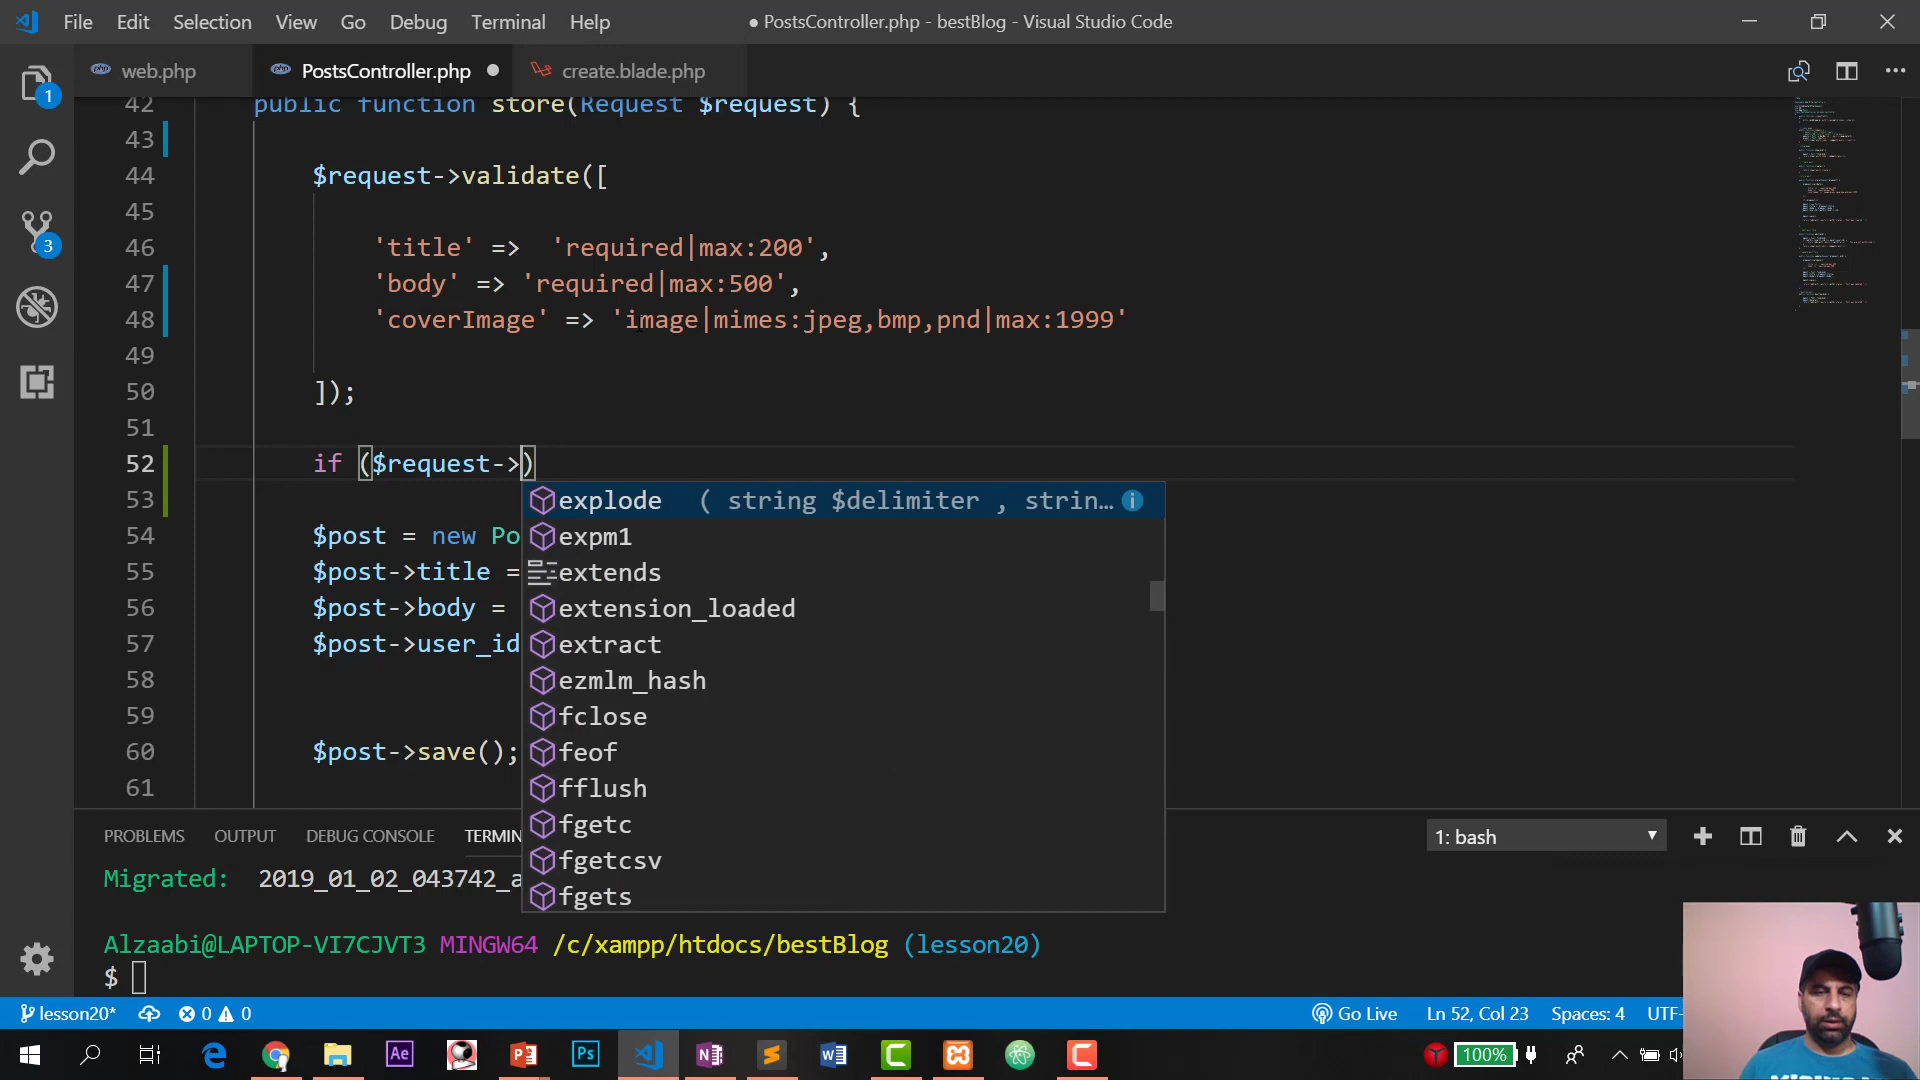 File Edit Selection View Go Debug Terminal Help ● PostsController.php - bestBlog - Visual Studio Code
web.php PostsController.php ● create.blade.php
1
3
42 public function store(Request $request) {
43
44 $request->validate([
45
46 'title' => 'required|max:200',
47 'body' => 'required|max:500',
48 'coverImage' => 'image|mimes:jpeg,bmp,pnd|max:1999'
49
50 ]);
51
52 if ($request->)
53
54 $post = new Po
55 $post->title =
56 $post->body =
57 $post->user_id
58
59
60 $post->save();
61
explode ( string $delimiter , strin…
expm1
extends
extension_loaded
extract
ezmlm_hash
fclose
feof
fflush
fgetc
fgetcsv
fgets
PROBLEMS OUTPUT DEBUG CONSOLE TERMIN 1: bash
Migrated: 2019_01_02_043742_a
Alzaabi@LAPTOP-VI7CJVT3 MINGW64 /c/xampp/htdocs/bestBlog (lesson20)
$
lesson20* 0 0 Go Live Ln 52, Col 23 Spaces: 4 UTF-
100%